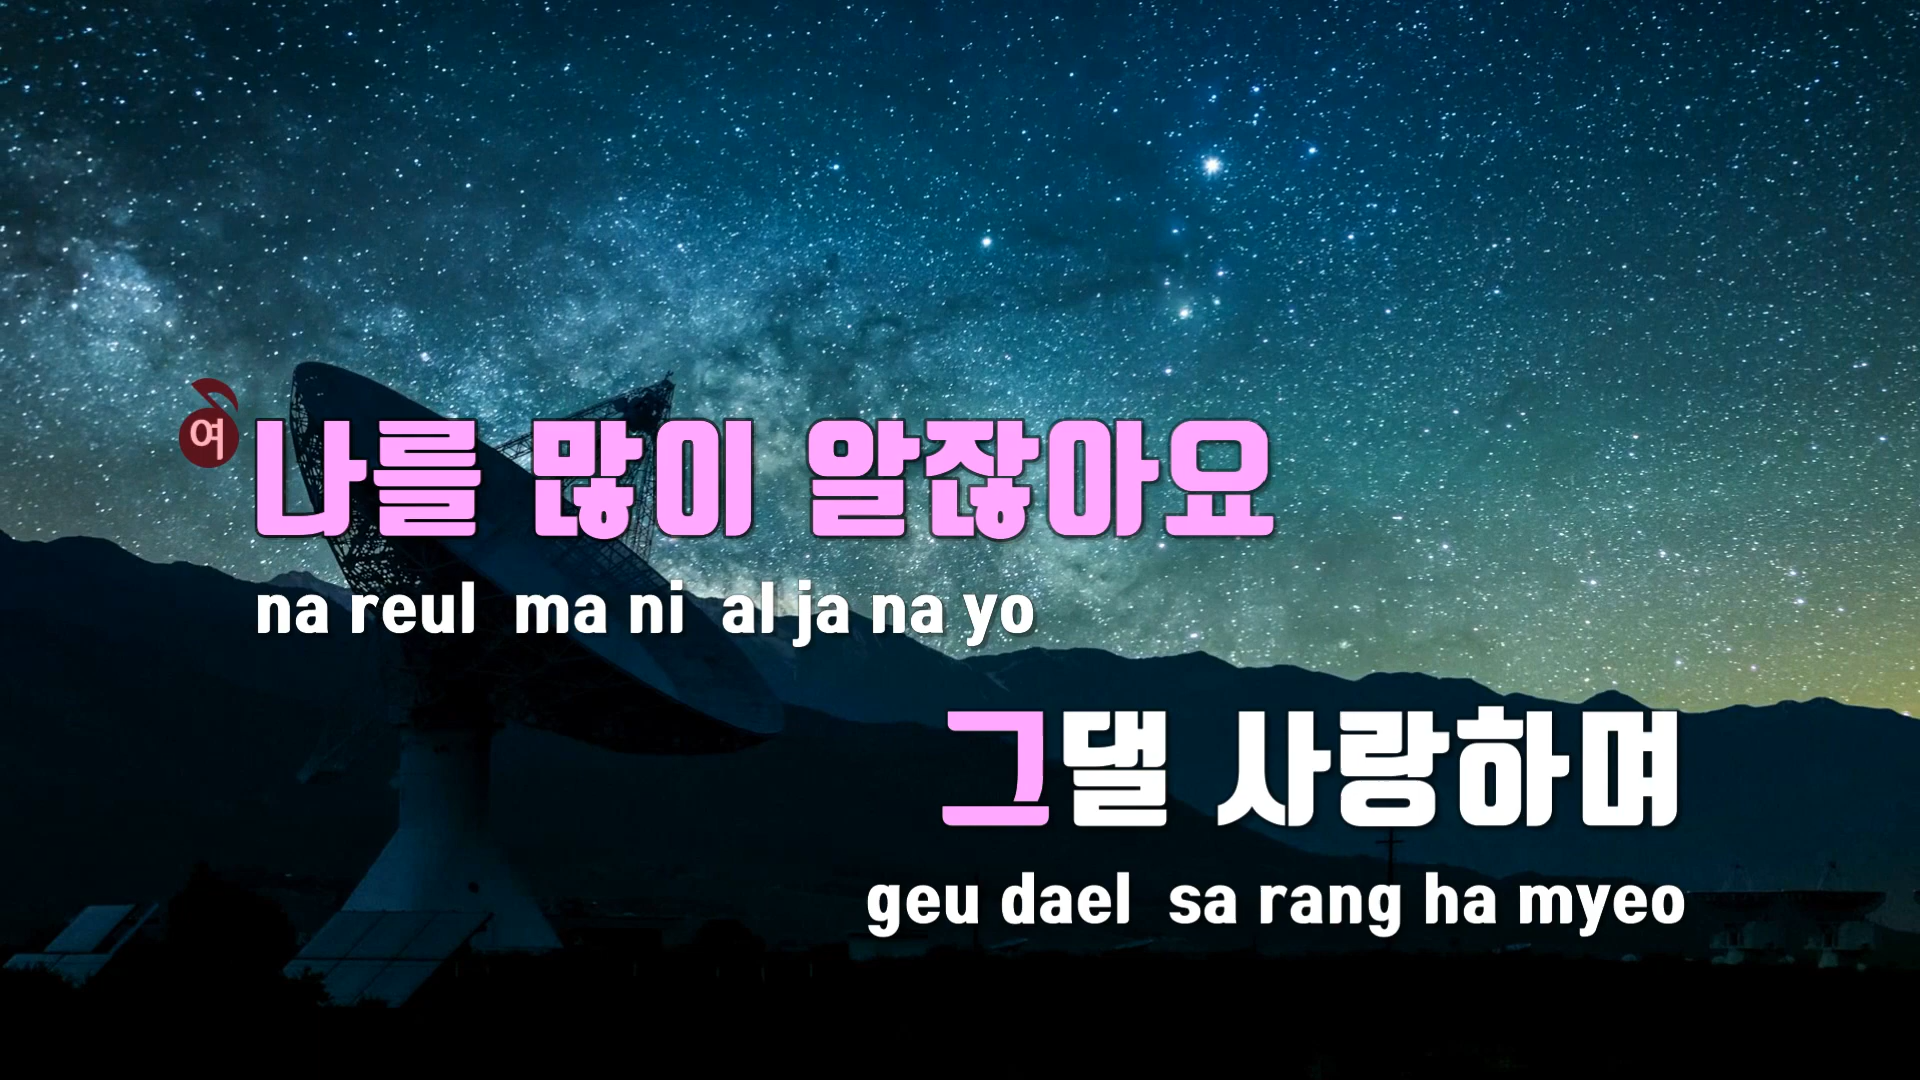 여
나를 많이 알잖아요
na reul ma ni al ja na yo
그댈 사랑하며
geu dael sa rang ha myeo